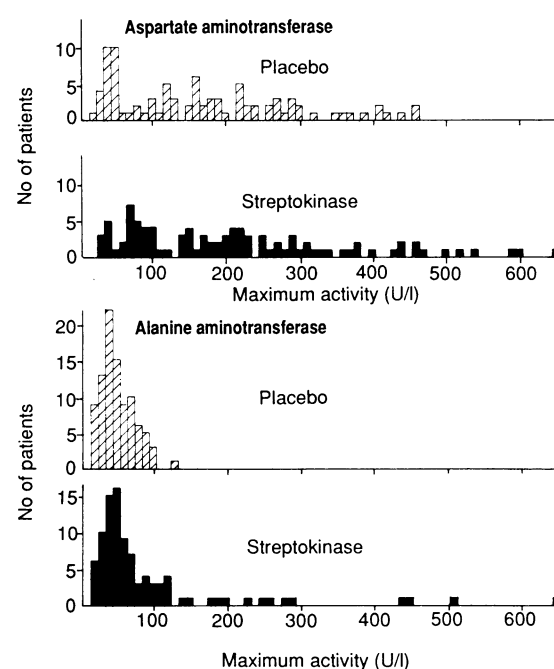 Aspartate aminotransferase
Placebo
10
5
0
No of patients
Streptokinase
10
5
0
100 200 300 400 500 600
Maximum activity (U/l)
Alanine aminotransferase
20
15
10
5
0
Placebo
No of patients
15
10
5
0
Streptokinase
100 200 300 400 500 600
Maximum activity (U/l)